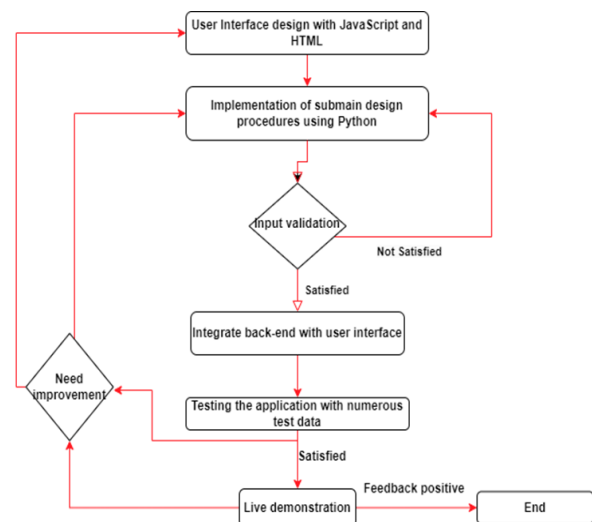 User Interface design with JavaScript and
HTML
Implementation of submain design
procedures using Python
Input validation
Not Satisfied
Satisfied
Integrate back-end with user interface
Need
improvement
Testing the application with numerous
test data
Satisfied
Feedback positive
Live demonstration
End